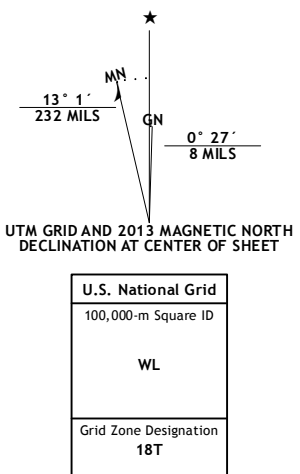 ★
MN
GN
13° 1´
232 MILS
0° 27´
8 MILS
UTM GRID AND 2013 MAGNETIC NORTH
DECLINATION AT CENTER OF SHEET
U.S. National Grid
100,000-m Square ID
WL
Grid Zone Designation
18T